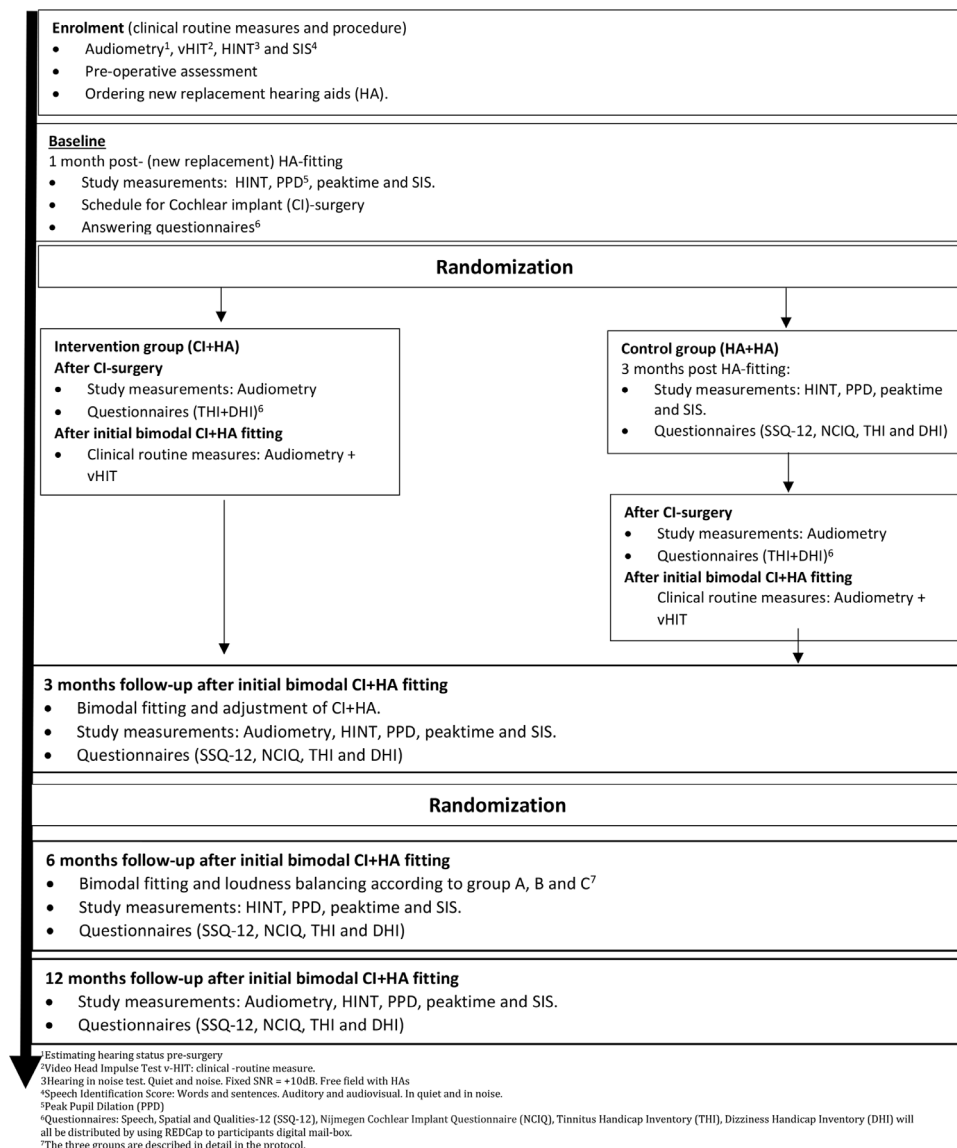 Enrolment (clinical routine measures and procedure)
• Audiometry¹, vHIT², HINT³ and SIS⁴
• Pre-operative assessment
• Ordering new replacement hearing aids (HA).
Baseline
1 month post- (new replacement) HA-fitting
• Study measurements: HINT, PPD⁵, peaktime and SIS.
• Schedule for Cochlear implant (CI)-surgery
• Answering questionnaires⁶
Randomization
Intervention group (CI+HA)
After CI-surgery
• Study measurements: Audiometry
• Questionnaires (THI+DHI)⁶
After initial bimodal CI+HA fitting
• Clinical routine measures: Audiometry +
vHIT
Control group (HA+HA)
3 months post HA-fitting:
• Study measurements: HINT, PPD, peaktime
and SIS.
• Questionnaires (SSQ-12, NCIQ, THI and DHI)
After CI-surgery
• Study measurements: Audiometry
• Questionnaires (THI+DHI)⁶
After initial bimodal CI+HA fitting
Clinical routine measures: Audiometry +
vHIT
3 months follow-up after initial bimodal CI+HA fitting
• Bimodal fitting and adjustment of CI+HA.
• Study measurements: Audiometry, HINT, PPD, peaktime and SIS.
• Questionnaires (SSQ-12, NCIQ, THI and DHI)
Randomization
6 months follow-up after initial bimodal CI+HA fitting
• Bimodal fitting and loudness balancing according to group A, B and C⁷
• Study measurements: HINT, PPD, peaktime and SIS.
• Questionnaires (SSQ-12, NCIQ, THI and DHI)
12 months follow-up after initial bimodal CI+HA fitting
• Study measurements: Audiometry, HINT, PPD, peaktime and SIS.
• Questionnaires (SSQ-12, NCIQ, THI and DHI)
¹Estimating hearing status pre-surgery
²Video Head Impulse Test v-HIT: clinical -routine measure.
3Hearing in noise test. Quiet and noise. Fixed SNR = +10dB. Free field with HAs
⁴Speech Identification Score: Words and sentences. Auditory and audiovisual. In quiet and in noise.
⁵Peak Pupil Dilation (PPD)
⁶Questionnaires: Speech, Spatial and Qualities-12 (SSQ-12), Nijmegen Cochlear Implant Questionnaire (NCIQ), Tinnitus Handicap Inventory (THI), Dizziness Handicap Inventory (DHI) will
all be distributed by using REDCap to participants digital mail-box.
⁷The three groups are described in detail in the protocol.